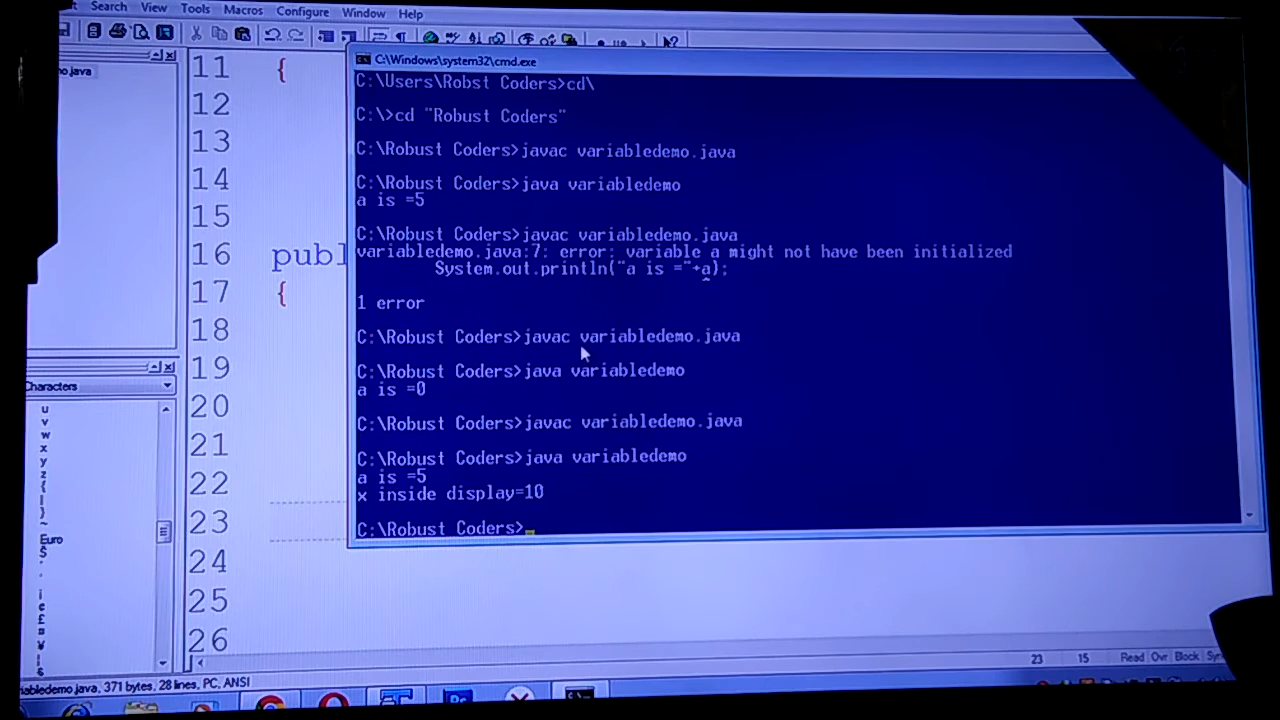 Search View Tools Macros Configure Window Help
C:\Windows\system32\cmd.exe
C:\Users\Robst Coders>cd\
C:\>cd "Robust Coders"
C:\Robust Coders>javac variabledemo.java
C:\Robust Coders>java variabledemo
a is =5
C:\Robust Coders>javac variabledemo.java
variabledemo.java:7: error: variable a might not have been initialized
System.out.println("a is ="+a);
^
1 error
C:\Robust Coders>javac variabledemo.java
C:\Robust Coders>java variabledemo
a is =0
C:\Robust Coders>javac variabledemo.java
C:\Robust Coders>java variabledemo
a is =5
x inside display=10
C:\Robust Coders>
11 {
12
13
14
15
16 publ
17 {
18
19
20
21
22
23
24
25
26
Characters
u
v
w
x
y
z
{
|
}
~
Euro
¡
¢
£
¤
¥
23 15 Read Ovr Block
abledemo.java, 371 bytes, 28 lines, PC, ANSI